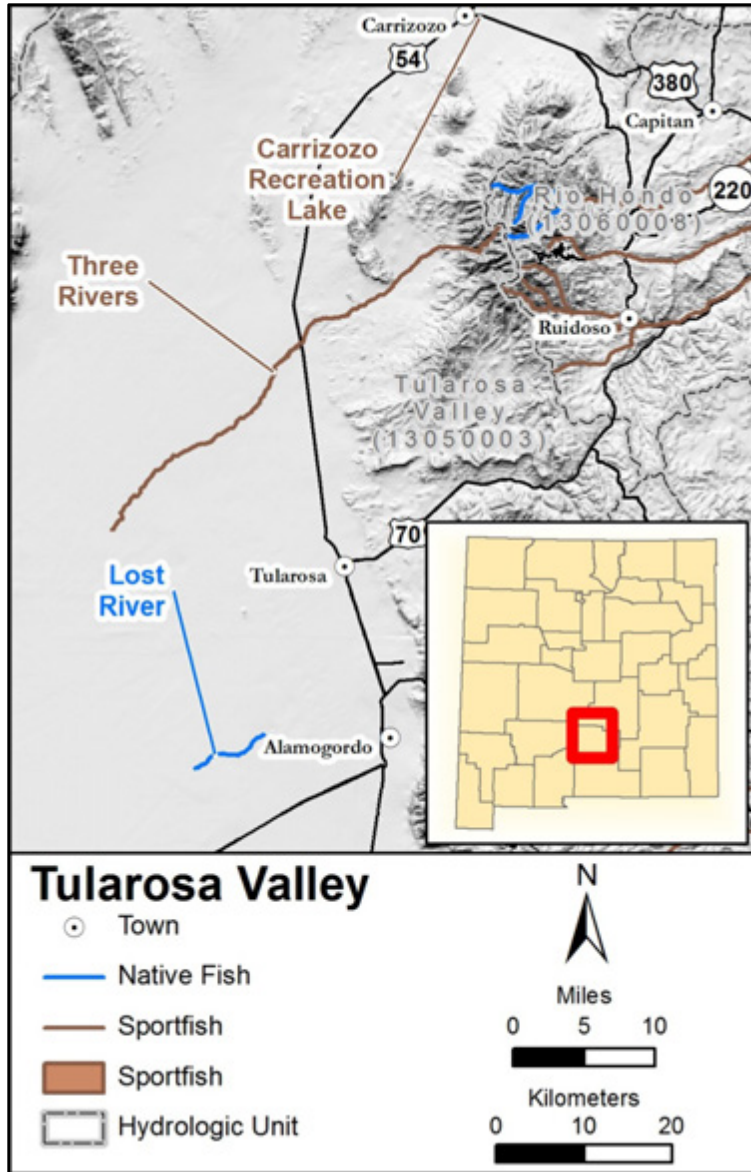 Carrizozo
54
380
Capitan
Carrizozo
Recreation
Lake
Rio Hondo
(13060008)
220
Three
Rivers
Ruidoso
Tularosa
Valley
(13050003)
70
Lost
River
Tularosa
Alamogordo
Tularosa Valley
Town
Native Fish
Sportfish
Sportfish
Hydrologic Unit
N
Miles
0 5 10
Kilometers
0 10 20